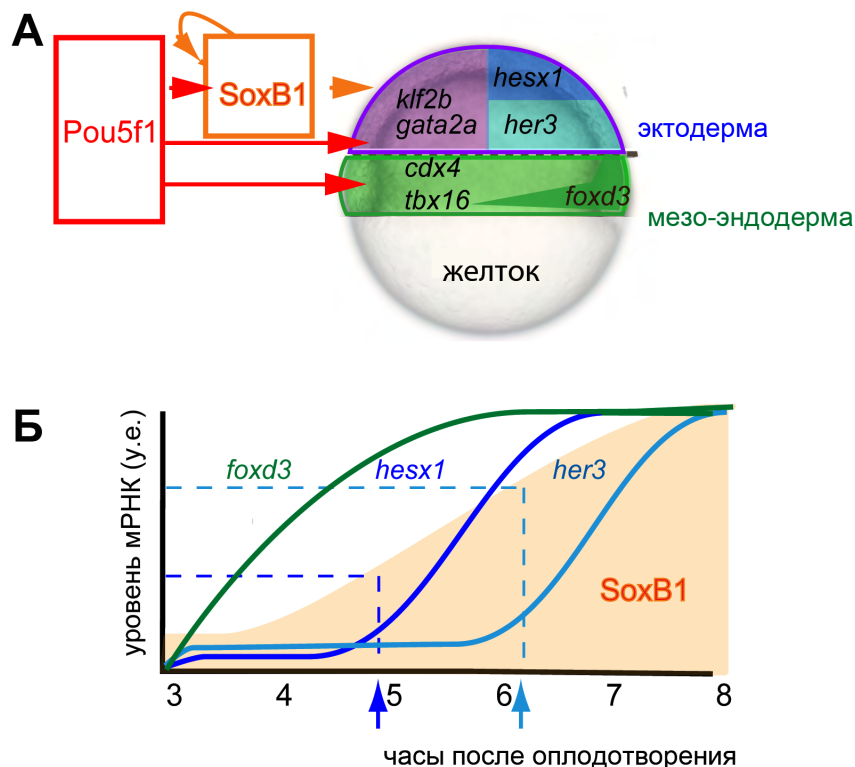 А
Pou5f1
SoxB1
klf2b
gata2a
hesx1
her3
эктодерма
cdx4
tbx16
foxd3
мезо-эндодерма
желток
Б
уровень мРНК (у.е.)
foxd3
hesx1
her3
SoxB1
3 4 5 6 7 8
часы после оплодотворения